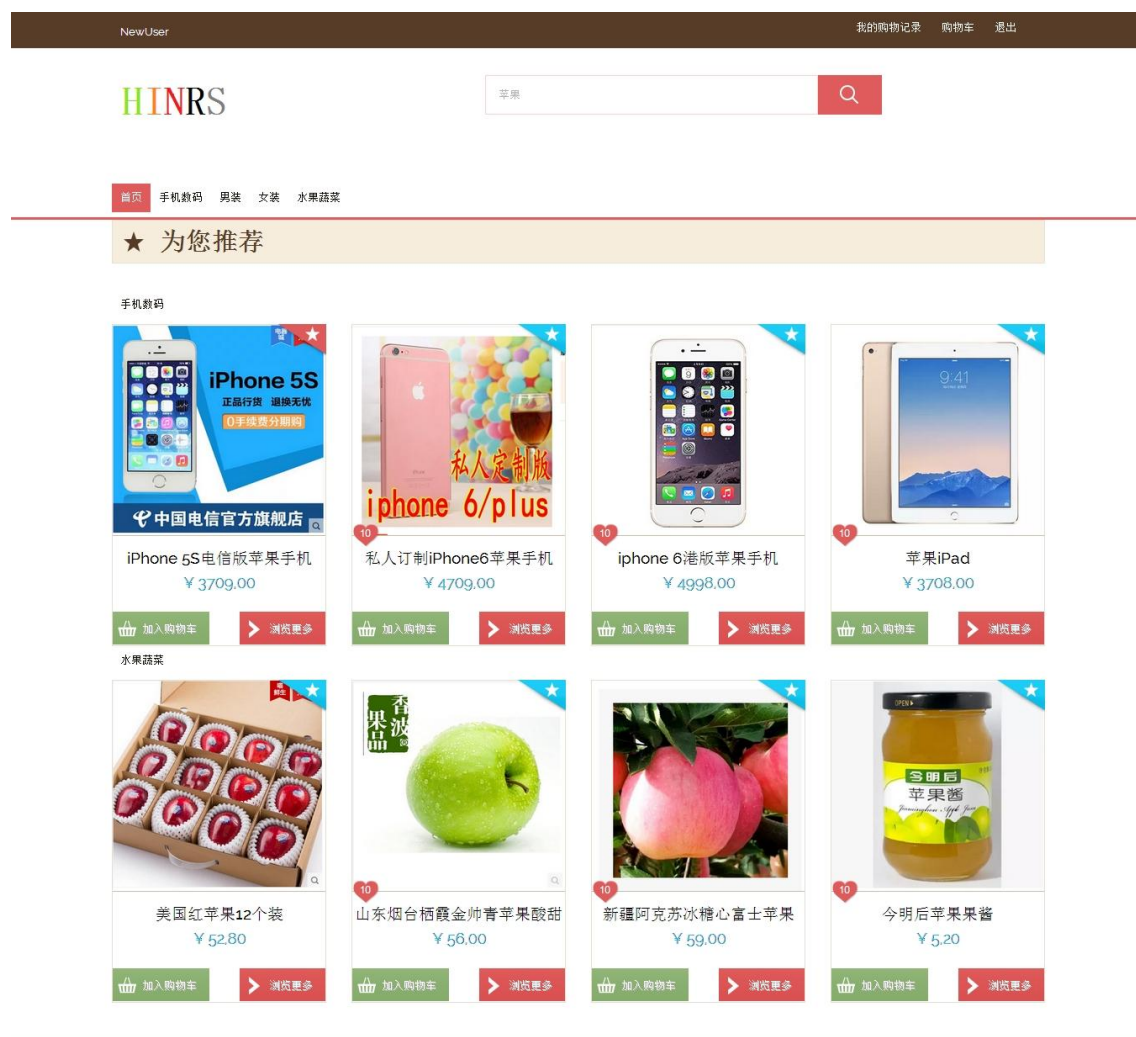 NewUser
我的购物记录 购物车 退出
HINRS
苹果
首页 手机数码 男装 女装 水果蔬菜
★ 为您推荐
手机数码
iPhone 5S
正品行货 退换无忧
0手续费分期购
中国电信官方旗舰店
iPhone
私人定制版
iphone 6/plus
9:41
10 10 10
iPhone 5S电信版苹果手机 私人订制iPhone6苹果手机 iphone 6港版苹果手机 苹果iPad
¥ 3709.00 ¥ 4709.00 ¥ 4998.00 ¥ 3708.00
加入购物车 浏览更多 加入购物车 浏览更多 加入购物车 浏览更多 加入购物车 浏览更多
水果蔬菜
香波
果品
OPEN
今明后
苹果酱
10 10 10
美国红苹果12个装 山东烟台栖霞金帅青苹果酸甜 新疆阿克苏冰糖心富士苹果 今明后苹果果酱
¥ 52.80 ¥ 56.00 ¥ 59.00 ¥ 5.20
加入购物车 浏览更多 加入购物车 浏览更多 加入购物车 浏览更多 加入购物车 浏览更多